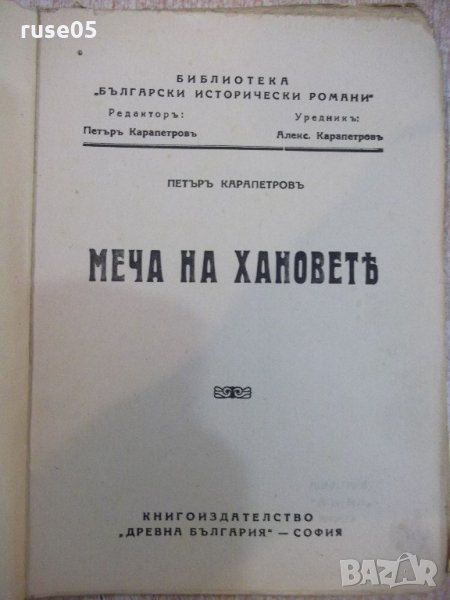 ruse05
БИБЛИОТЕКА
„БЪЛГАРСКИ ИСТОРИЧЕСКИ РОМАНИ“
Редакторъ:
Петъръ Карапетровъ
Уредникъ:
Алекс. Карапетровъ
ПЕТЪРЪ КАРАПЕТРОВЪ
МЕЧА НА ХАНОВЕТѢ
КНИГОИЗДАТЕЛСТВО
„ДРЕВНА БЪЛГАРИЯ“ — СОФИЯ
BAZAR